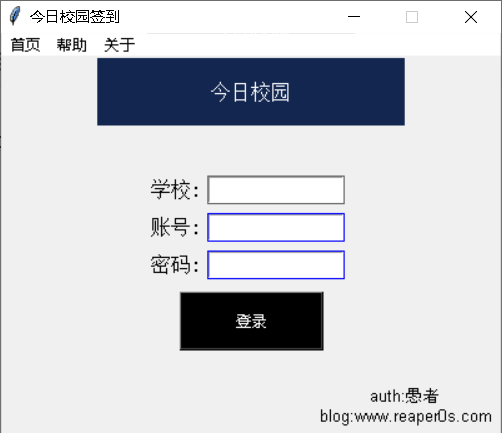 今日校园签到
首页 帮助 关于
今日校园
学校:
账号:
密码:
登录
auth:愚者
blog:www.reaper0s.com